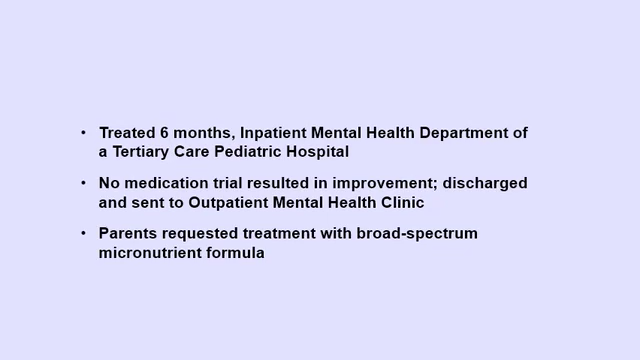 • Treated 6 months, Inpatient Mental Health Department of
a Tertiary Care Pediatric Hospital
• No medication trial resulted in improvement; discharged
and sent to Outpatient Mental Health Clinic
• Parents requested treatment with broad-spectrum
micronutrient formula